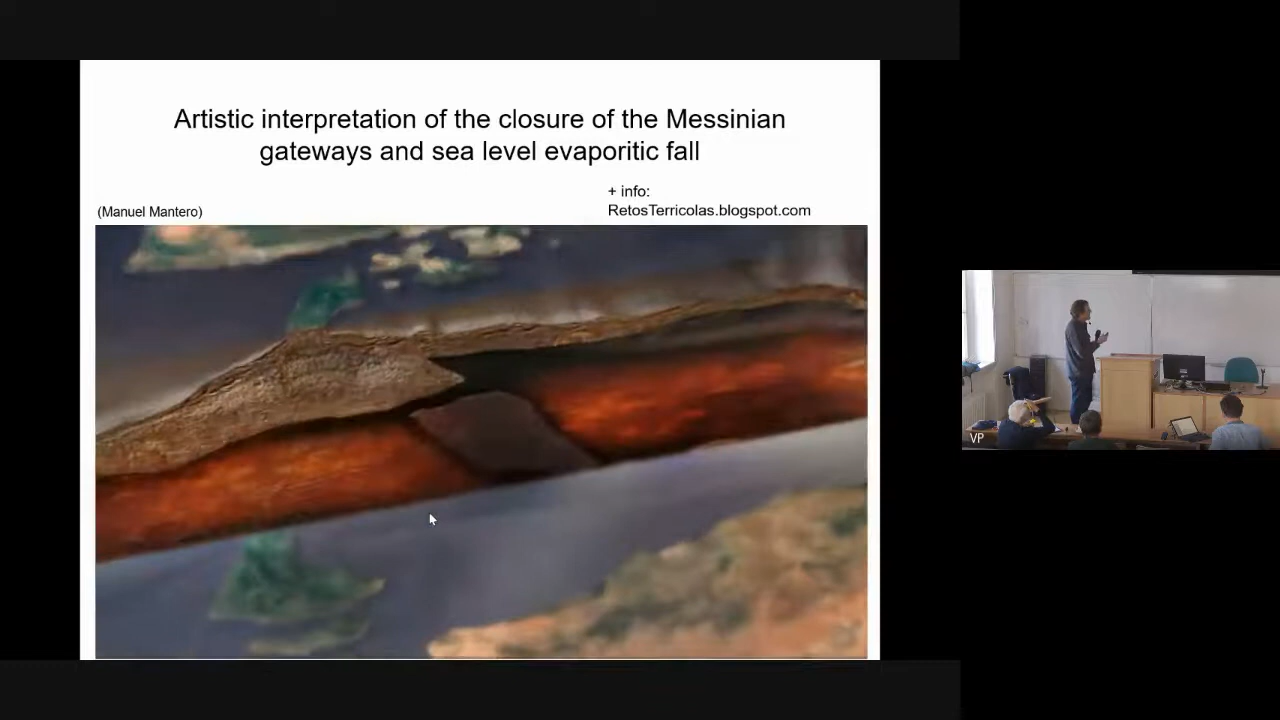 Artistic interpretation of the closure of the Messinian
gateways and sea level evaporitic fall
+ info:
(Manuel Mantero)
RetosTerricolas.blogspot.com
VP